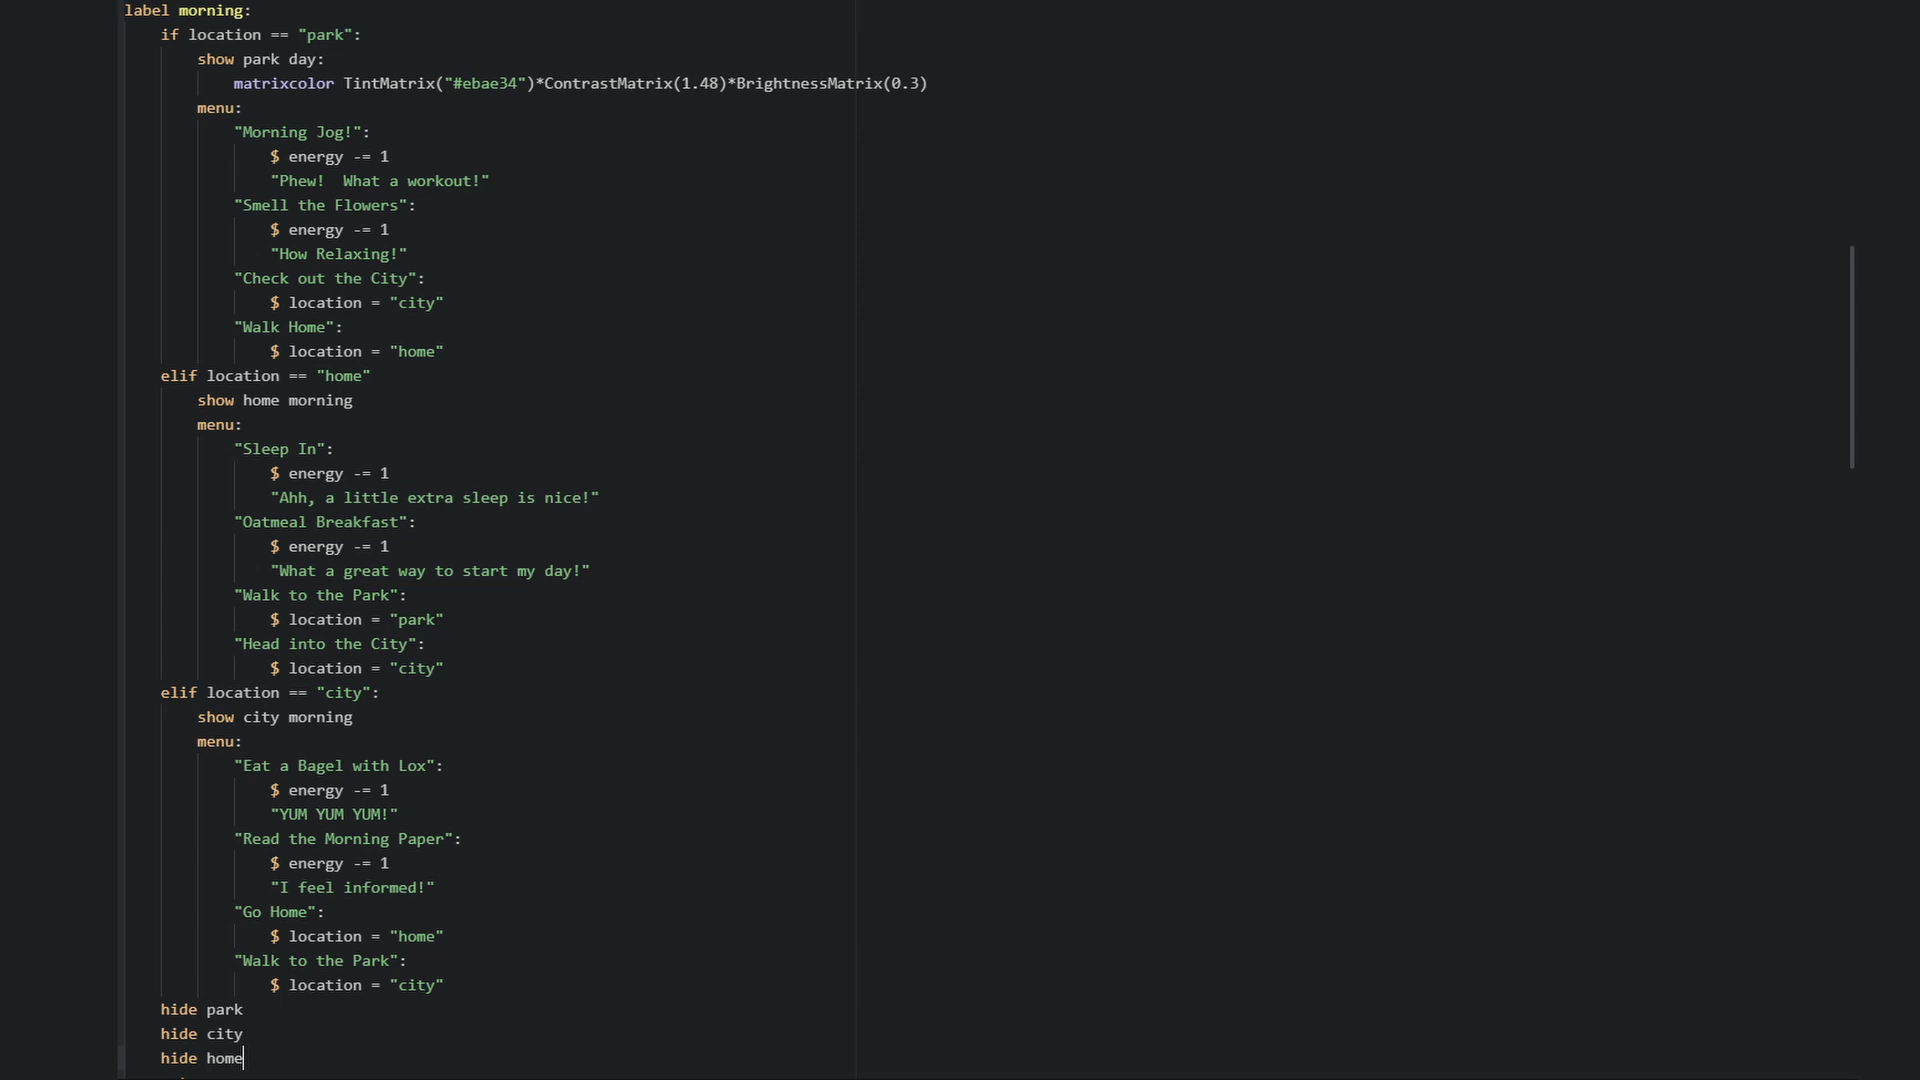 label morning:
if location == "park":
show park day:
matrixcolor TintMatrix("#ebae34")*ContrastMatrix(1.48)*BrightnessMatrix(0.3)
menu:
"Morning Jog!":
$ energy -= 1
"Phew!  What a workout!"
"Smell the Flowers":
$ energy -= 1
"How Relaxing!"
"Check out the City":
$ location = "city"
"Walk Home":
$ location = "home"
elif location == "home"
show home morning
menu:
"Sleep In":
$ energy -= 1
"Ahh, a little extra sleep is nice!"
"Oatmeal Breakfast":
$ energy -= 1
"What a great way to start my day!"
"Walk to the Park":
$ location = "park"
"Head into the City":
$ location = "city"
elif location == "city":
show city morning
menu:
"Eat a Bagel with Lox":
$ energy -= 1
"YUM YUM YUM!"
"Read the Morning Paper":
$ energy -= 1
"I feel informed!"
"Go Home":
$ location = "home"
"Walk to the Park":
$ location = "city"
hide park
hide city
hide home